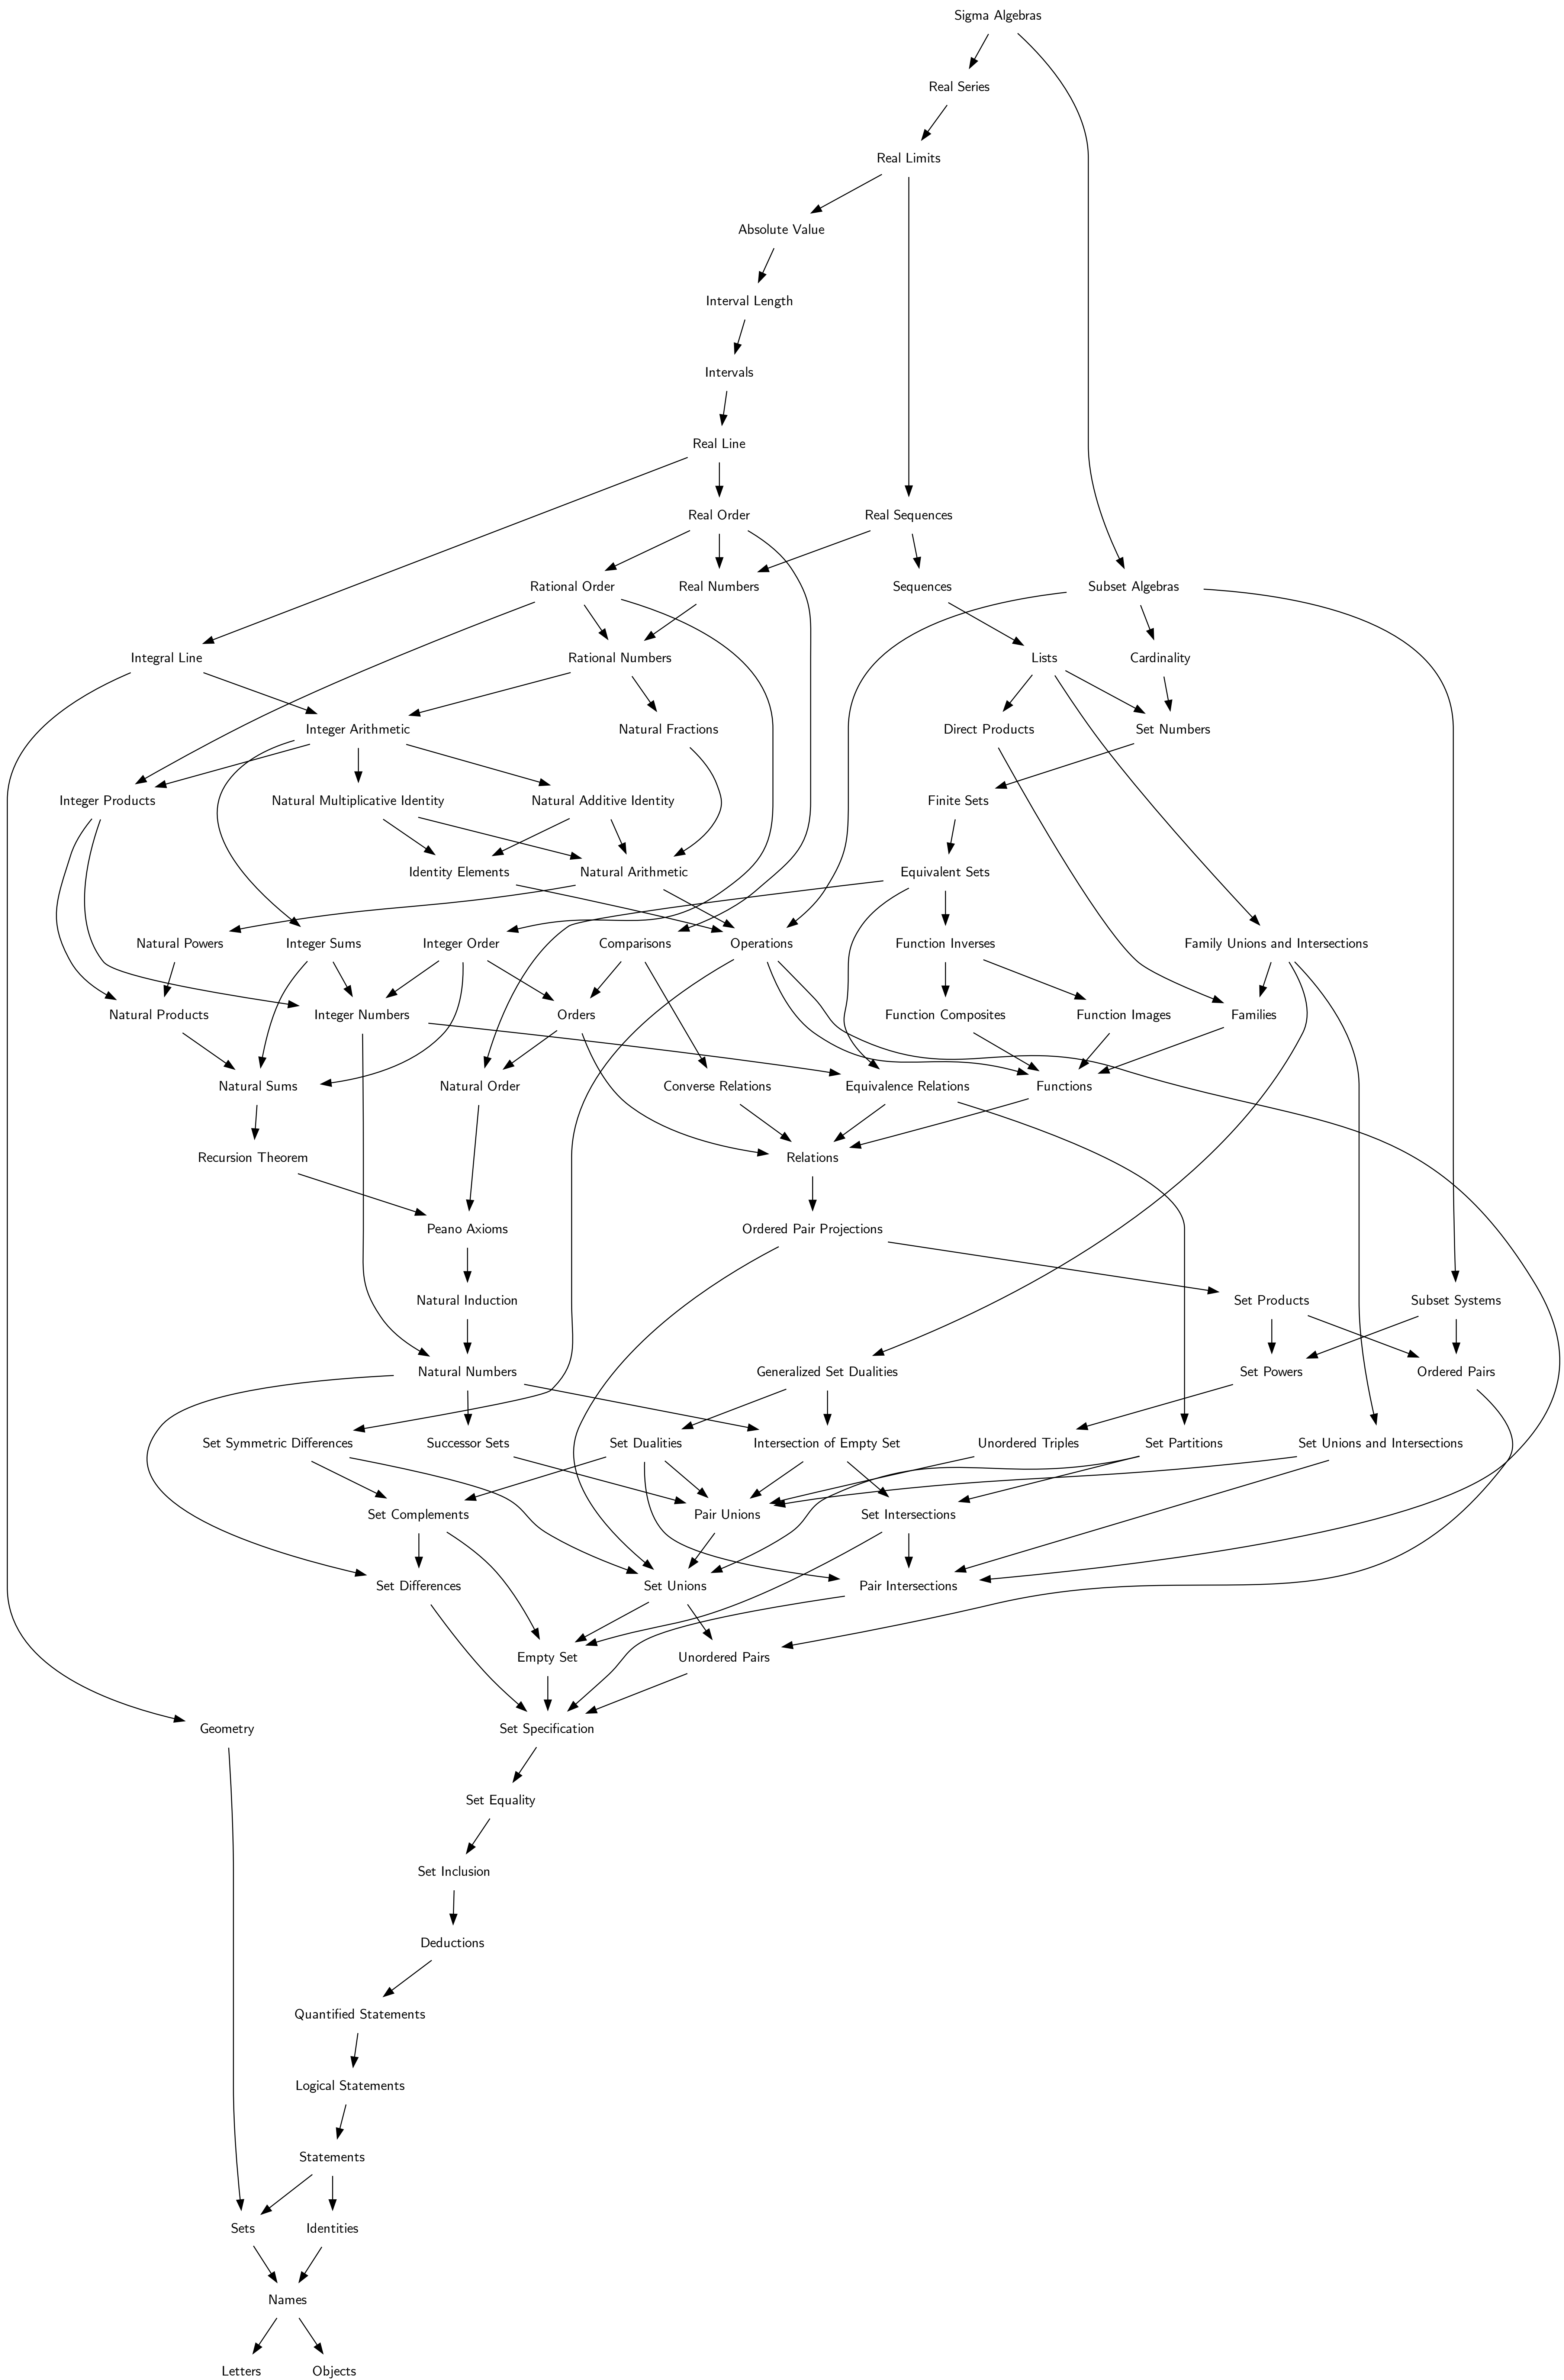 Sigma Algebras
Real Series
Real Limits
Absolute Value
Interval Length
Intervals
Real Line
Real Order
Real Sequences
Rational Order
Real Numbers
Sequences
Subset Algebras
Integral Line
Rational Numbers
Lists
Cardinality
Integer Arithmetic
Natural Fractions
Direct Products
Set Numbers
Integer Products
Natural Multiplicative Identity
Natural Additive Identity
Finite Sets
Identity Elements
Natural Arithmetic
Equivalent Sets
Natural Powers
Integer Sums
Integer Order
Comparisons
Operations
Function Inverses
Family Unions and Intersections
Natural Products
Integer Numbers
Orders
Function Composites
Function Images
Families
Natural Sums
Natural Order
Converse Relations
Equivalence Relations
Functions
Recursion Theorem
Relations
Peano Axioms
Ordered Pair Projections
Natural Induction
Set Products
Subset Systems
Natural Numbers
Generalized Set Dualities
Set Powers
Ordered Pairs
Set Symmetric Differences
Successor Sets
Set Dualities
Intersection of Empty Set
Unordered Triples
Set Partitions
Set Unions and Intersections
Set Complements
Pair Unions
Set Intersections
Set Differences
Set Unions
Pair Intersections
Empty Set
Unordered Pairs
Geometry
Set Specification
Set Equality
Set Inclusion
Deductions
Quantified Statements
Logical Statements
Statements
Sets
Identities
Names
Letters
Objects